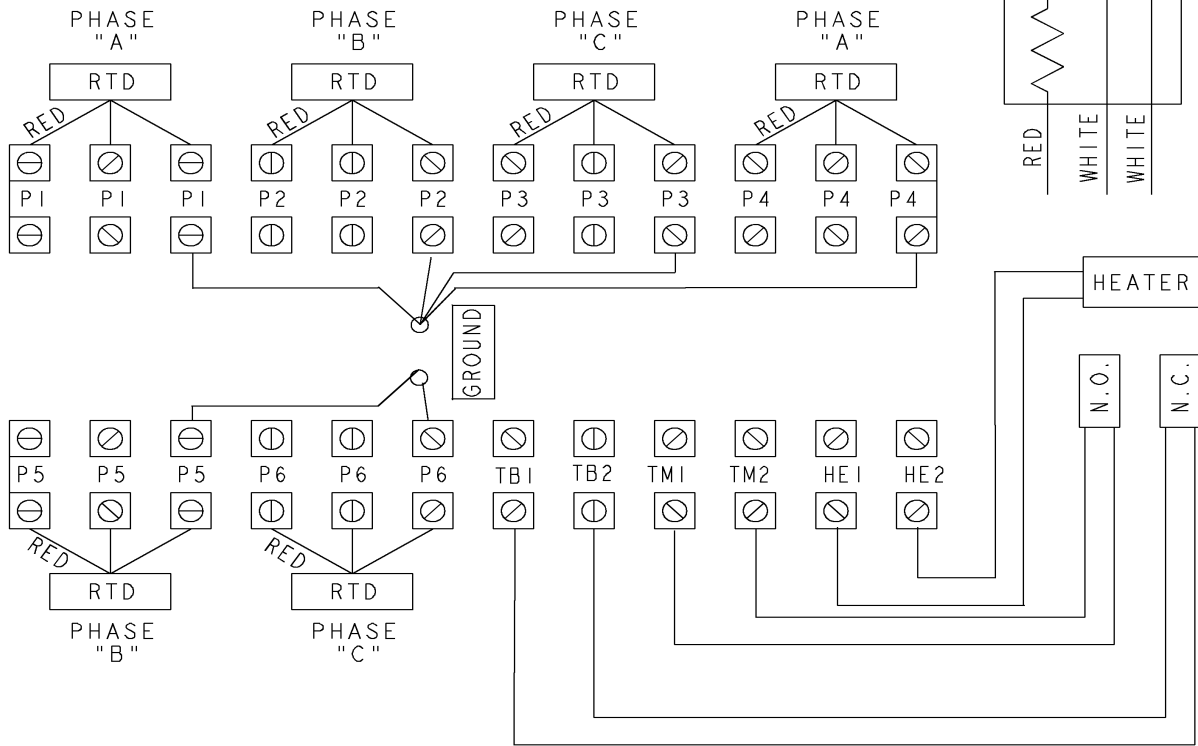 PHASE "A"
PHASE "B"
PHASE "C"
PHASE "A"
RTD
RTD
RTD
RTD
RED
RED
RED
RED
RED
WHITE
WHITE
P1 P1 P1 P2 P2 P2 P3 P3 P3 P4 P4 P4
HEATER
GROUND
N.O.
N.C.
P5 P5 P5 P6 P6 P6 TB1 TB2 TM1 TM2 HE1 HE2
RED
RED
RTD
RTD
PHASE "B"
PHASE "C"